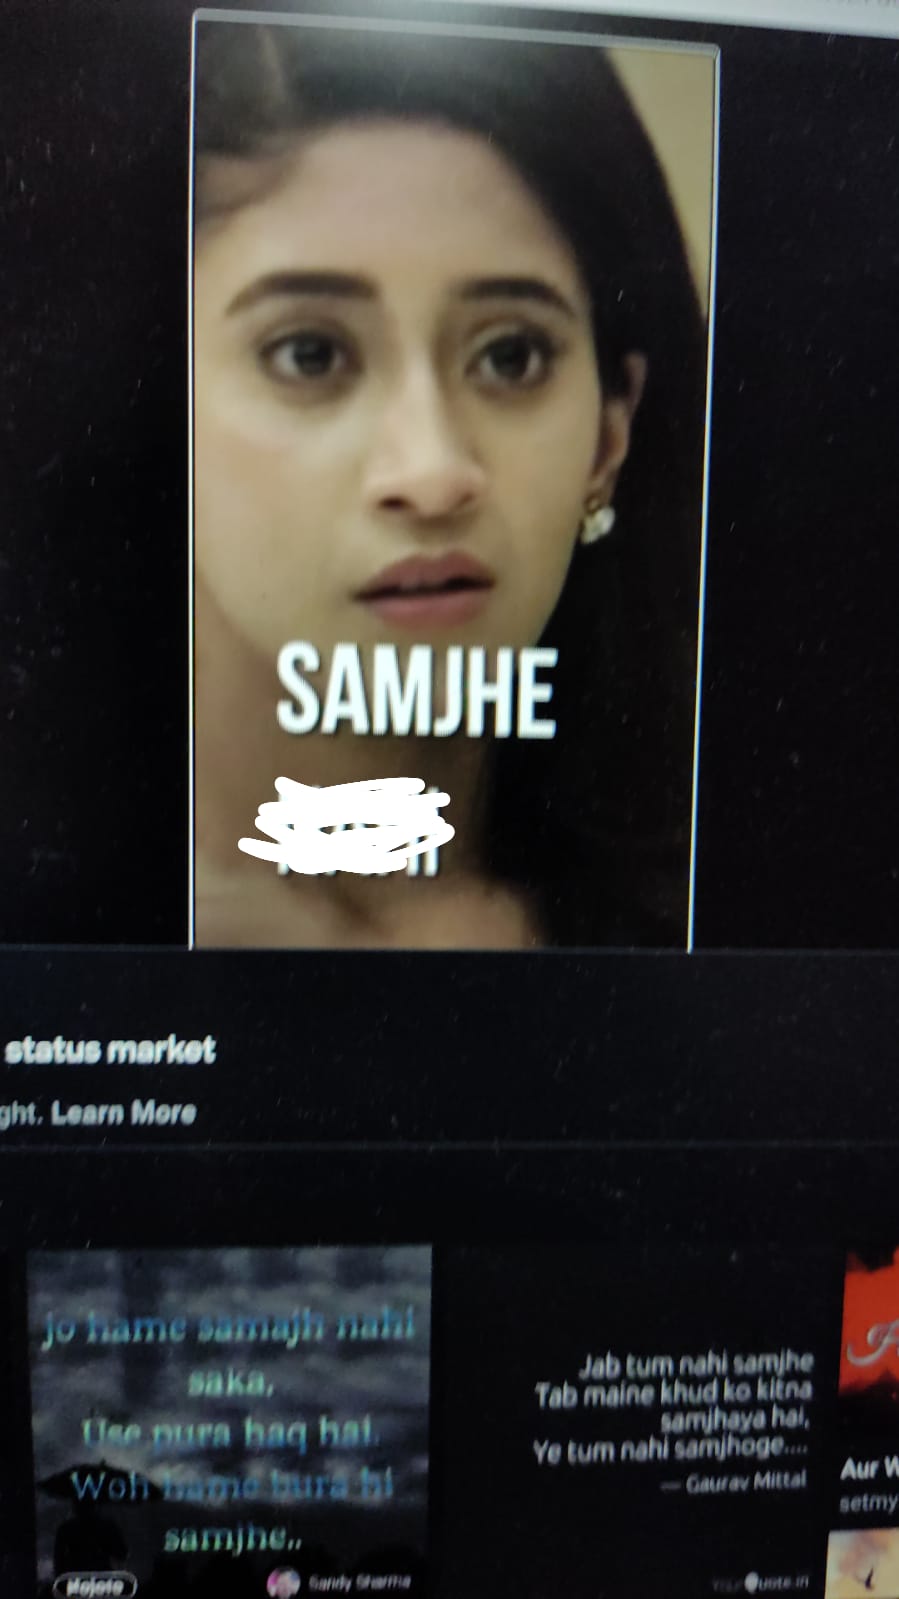 SAMJHE
status market
ght. Learn More
jo hame samajh nahi
saka,
Use pura haq hai.
Woh hame bura hi
samjhe..
Nojoto
Sandy Sharma
Jab tum nahi samjhe
Tab maine khud ko kitna
samjhaya hai,
Ye tum nahi samjhoge....
— Gaurav Mittal
YourQuote.in
Aur W
setmy